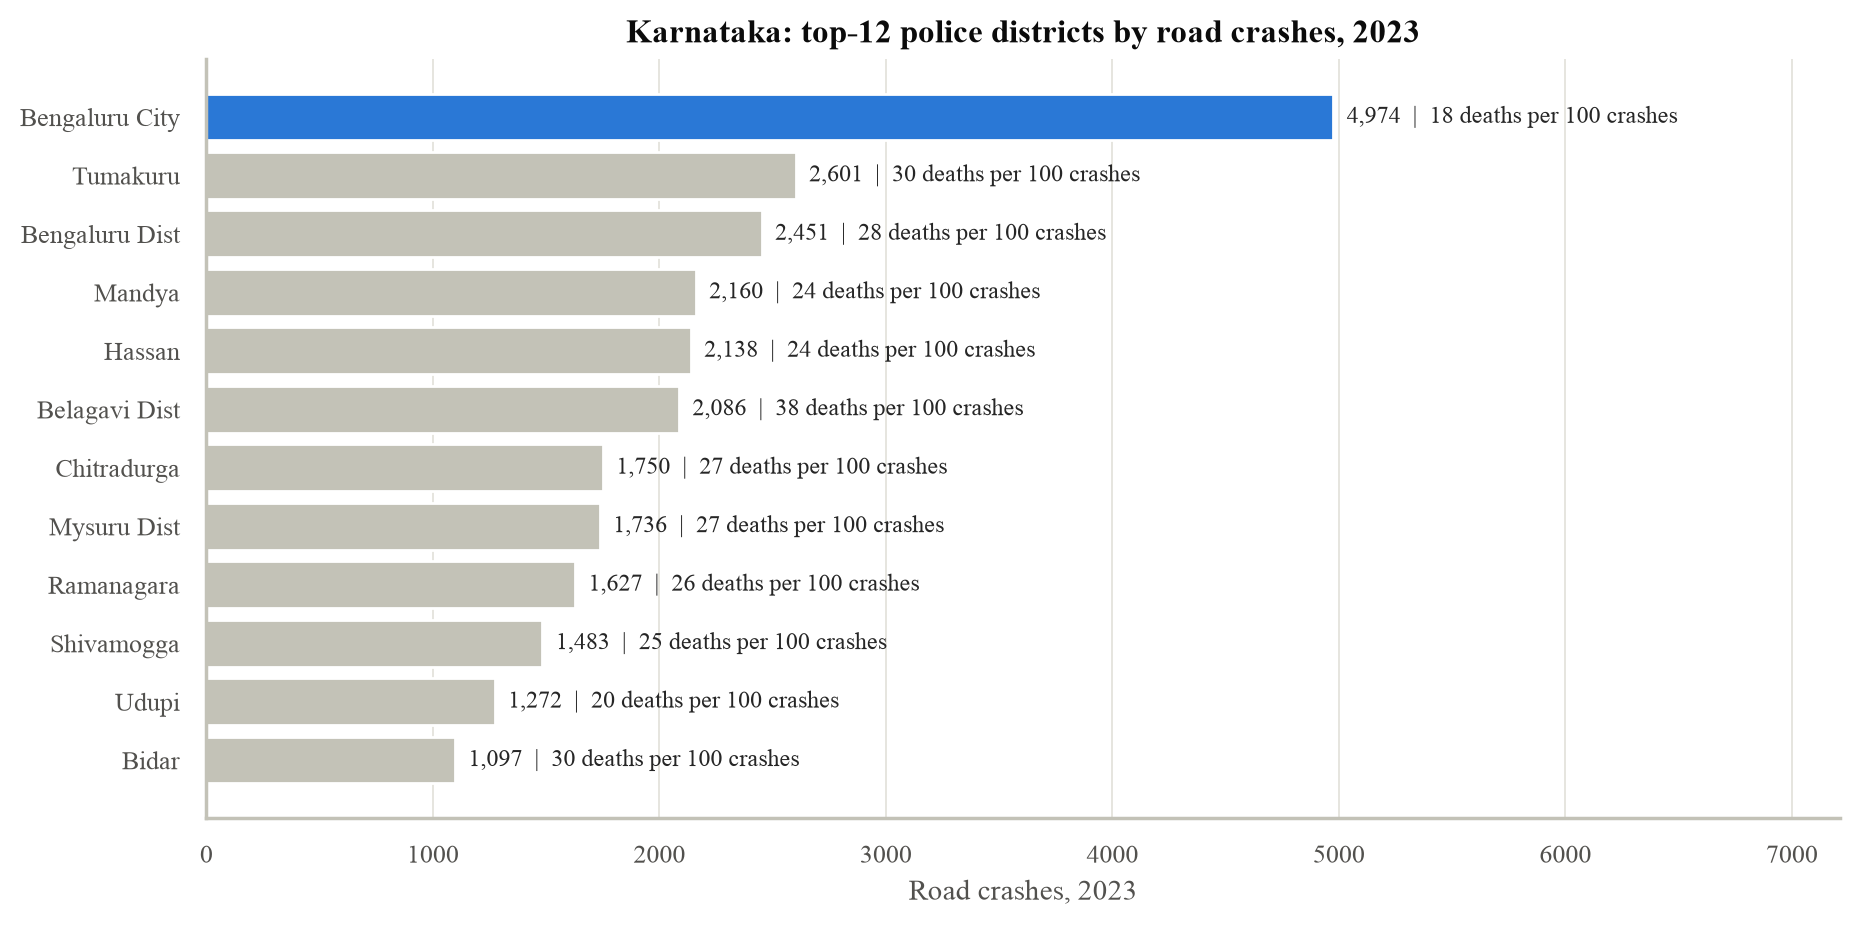 Karnataka: top-12 police districts by road crashes, 2023
Bengaluru City 4,974 | 18 deaths per 100 crashes
Tumakuru 2,601 | 30 deaths per 100 crashes
Bengaluru Dist 2,451 | 28 deaths per 100 crashes
Mandya 2,160 | 24 deaths per 100 crashes
Hassan 2,138 | 24 deaths per 100 crashes
Belagavi Dist 2,086 | 38 deaths per 100 crashes
Chitradurga 1,750 | 27 deaths per 100 crashes
Mysuru Dist 1,736 | 27 deaths per 100 crashes
Ramanagara 1,627 | 26 deaths per 100 crashes
Shivamogga 1,483 | 25 deaths per 100 crashes
Udupi 1,272 | 20 deaths per 100 crashes
Bidar 1,097 | 30 deaths per 100 crashes
0 1000 2000 3000 4000 5000 6000 7000
Road crashes, 2023